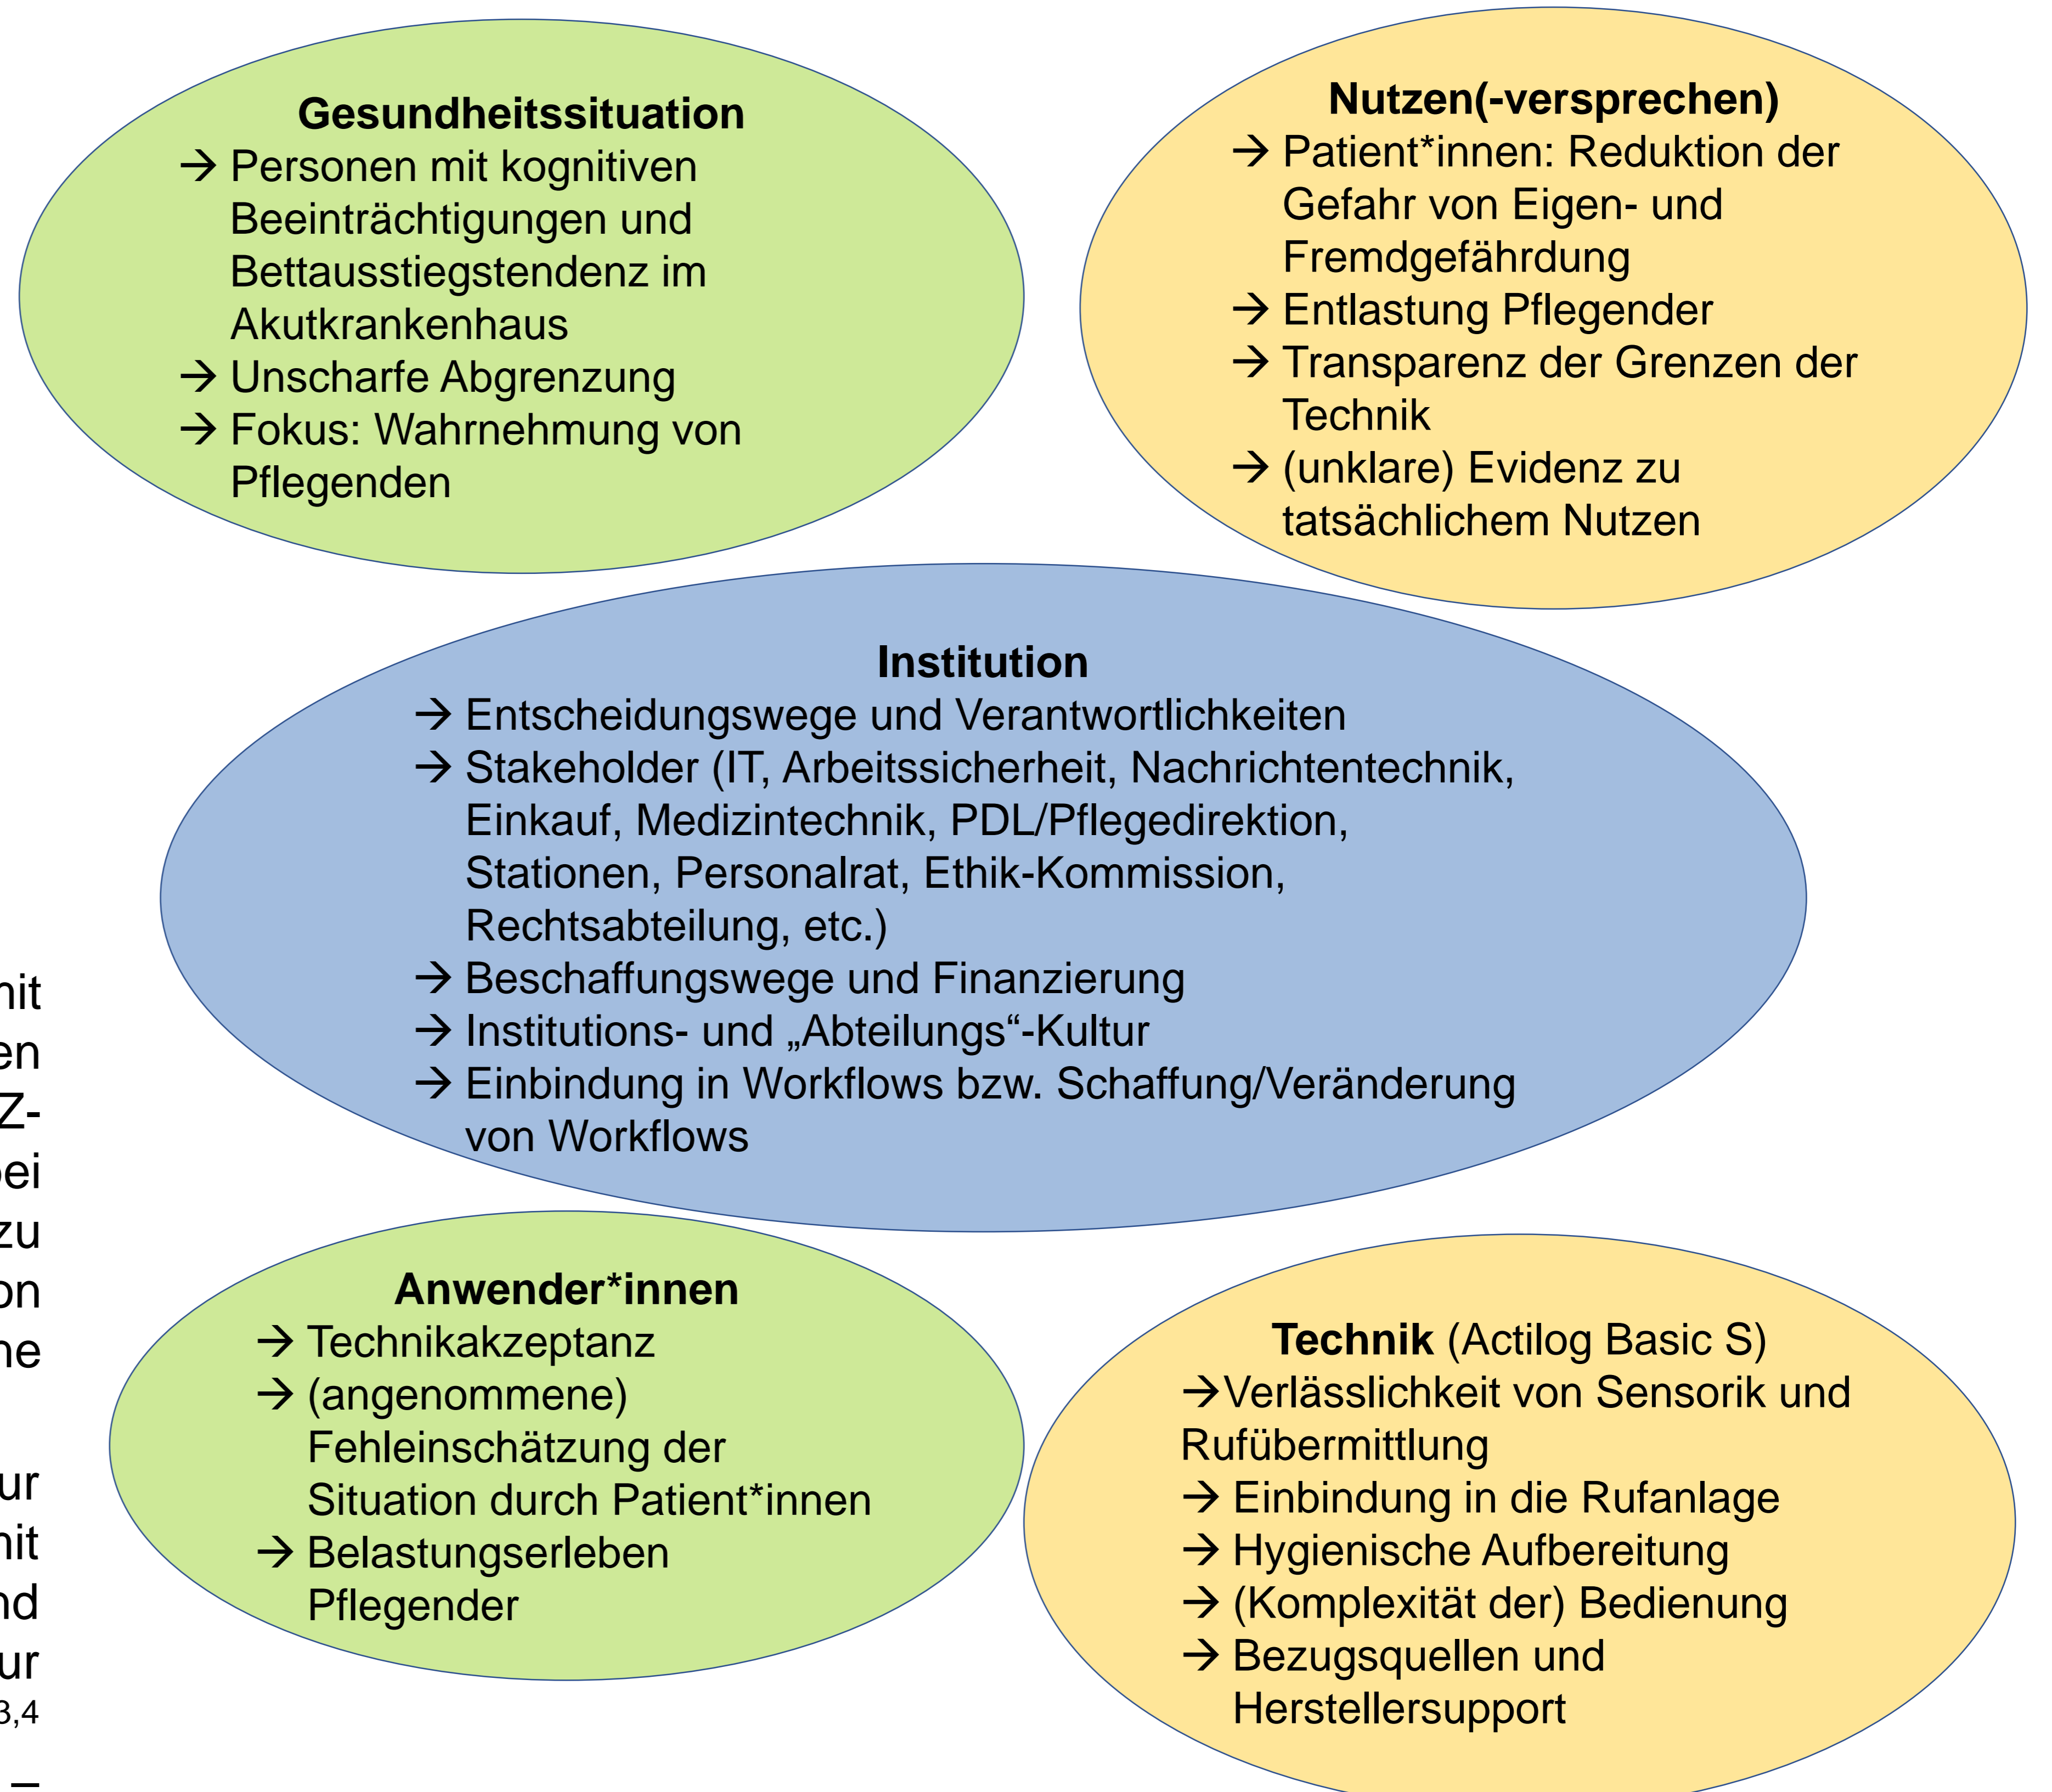 Gesundheitssituation
→ Personen mit kognitiven
Beeinträchtigungen und
Bettausstiegstendenz im
Akutkrankenhaus
→ Unscharfe Abgrenzung
→ Fokus: Wahrnehmung von
Pflegenden
Nutzen(-versprechen)
→ Patient*innen: Reduktion der
Gefahr von Eigen- und
Fremdgefährdung
→ Entlastung Pflegender
→ Transparenz der Grenzen der
Technik
→ (unklare) Evidenz zu
tatsächlichem Nutzen
Institution
→ Entscheidungswege und Verantwortlichkeiten
→ Stakeholder (IT, Arbeitssicherheit, Nachrichtentechnik,
Einkauf, Medizintechnik, PDL/Pflegedirektion,
Stationen, Personalrat, Ethik-Kommission,
Rechtsabteilung, etc.)
→ Beschaffungswege und Finanzierung
→ Institutions- und „Abteilungs“-Kultur
→ Einbindung in Workflows bzw. Schaffung/Veränderung
von Workflows
Anwender*innen
→ Technikakzeptanz
→ (angenommene)
Fehleinschätzung der
Situation durch Patient*innen
→ Belastungserleben
Pflegender
Technik (Actilog Basic S)
→Verlässlichkeit von Sensorik und
Rufübermittlung
→ Einbindung in die Rufanlage
→ Hygienische Aufbereitung
→ (Komplexität der) Bedienung
→ Bezugsquellen und
Herstellersupport
zu
3,4
–